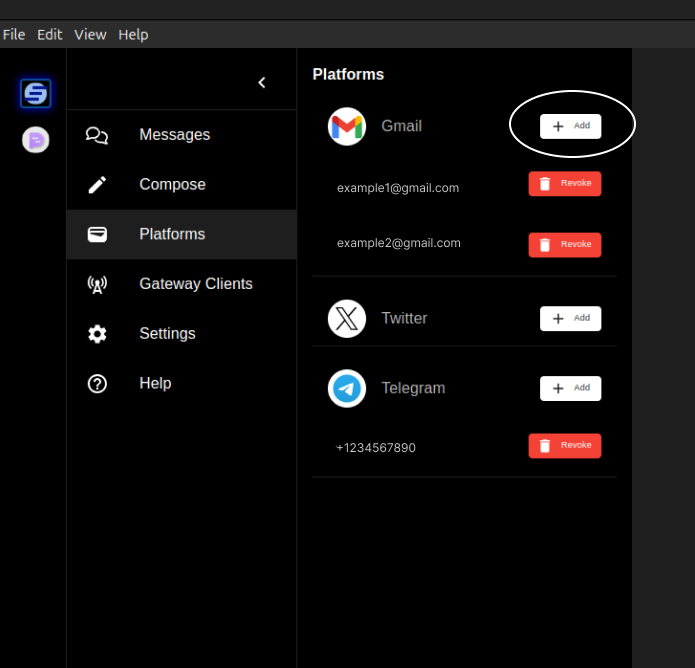 File Edit View Help
Messages
Compose
Platforms
Gateway Clients
Settings
Help
Platforms
Gmail + Add
example1@gmail.com Revoke
example2@gmail.com Revoke
Twitter + Add
Telegram + Add
+1234567890 Revoke